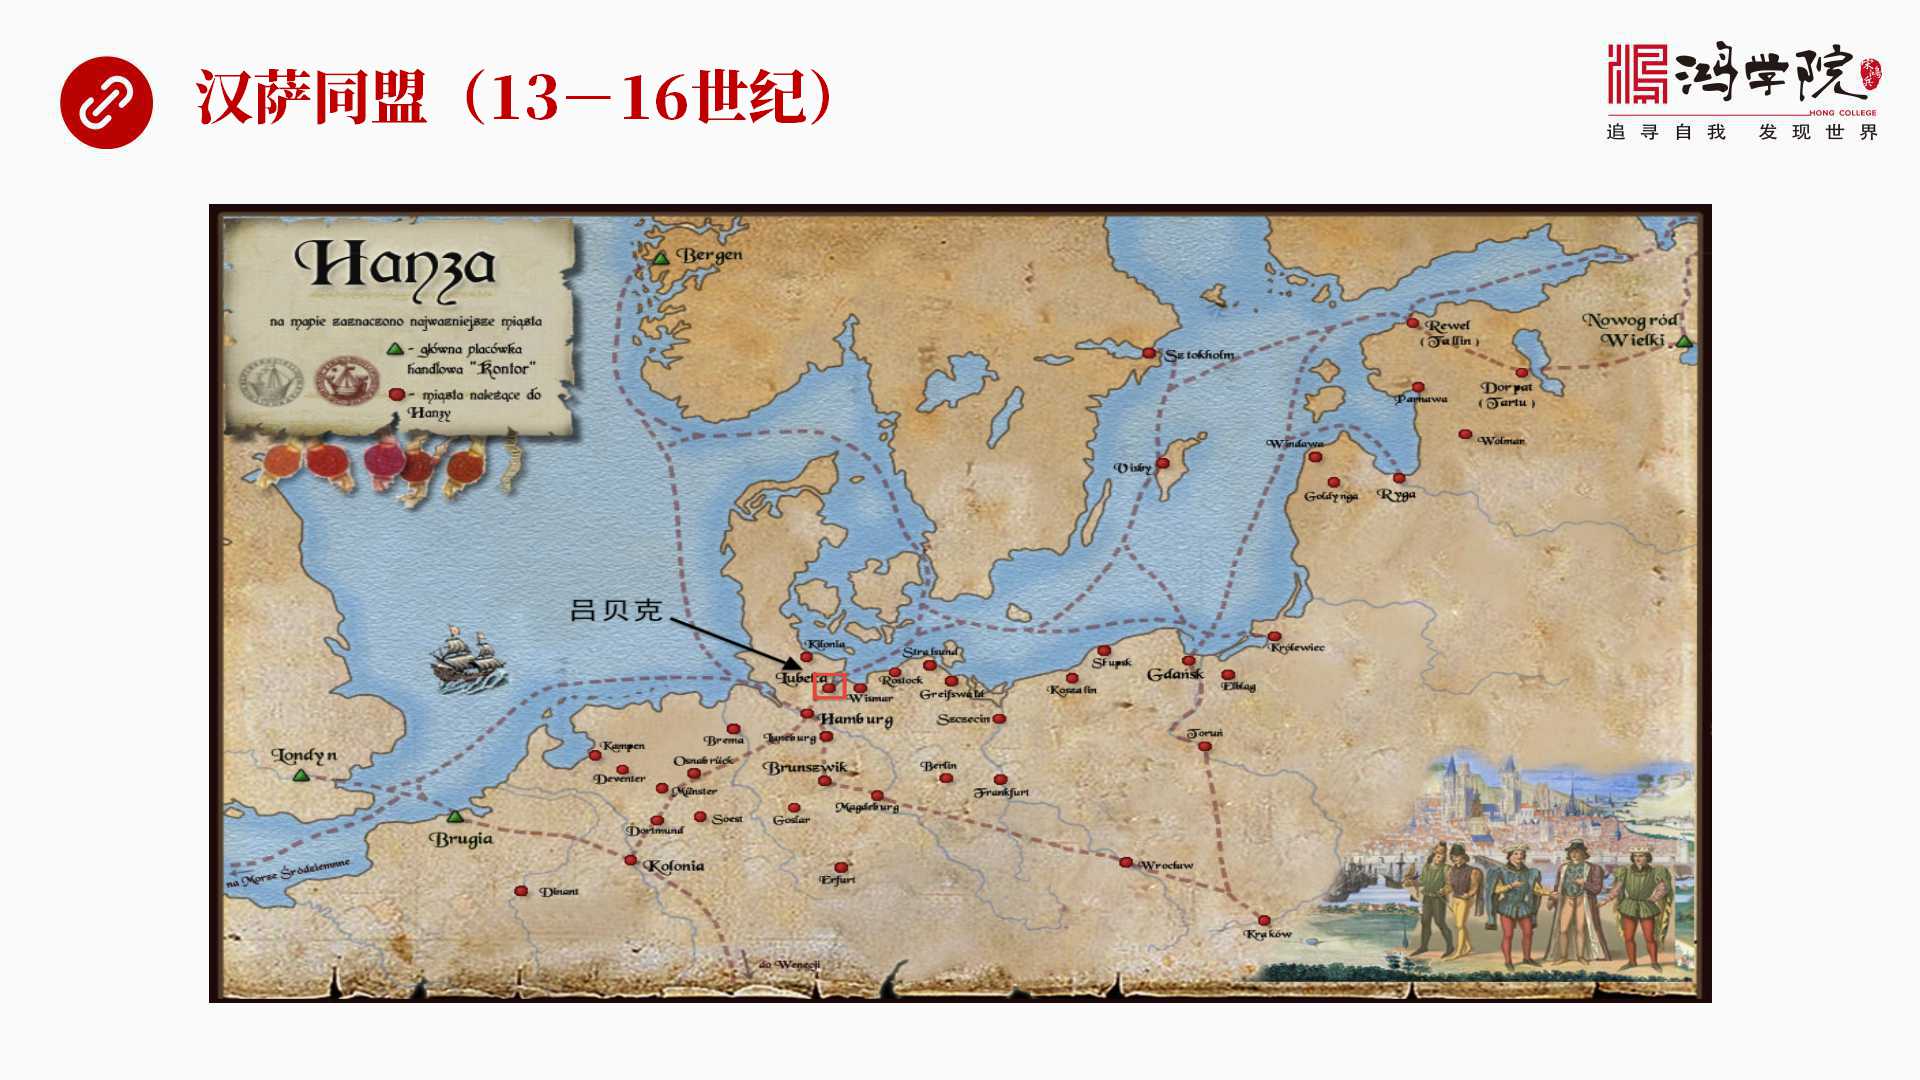 汉萨同盟（13—16世纪）
鸿学院
HONG COLLEGE
追寻自我 发现世界
Hanza
na mapie zaznaczono najważniejsze miasta
- główna placówka
handlowa "Kontor"
- miasta należące do
Hanzy
Bergen
Sztokholm
Rewel
( Tallin )
Nowogród
Wielki
Dorpat
( Tartu )
Parnawa
Wolmar
Windawa
Goldynga
Ryga
Visby
吕贝克
Kilonia
Lubeka
Wismar
Rostock
Stralsund
Greifswald
Hamburg
Szczecin
Luneburg
Brema
Koszalin
Słupsk
Gdańsk
Elbląg
Królewiec
Toruń
Londyn
Kampen
Deventer
Osnabrück
Münster
Brunszwik
Berlin
Frankfurt
Magdeburg
Goslar
Soest
Dortmund
Brugia
Kolonia
Erfurt
Dinant
Wrocław
Kraków
na Morze Śródziemne
do Wenecji